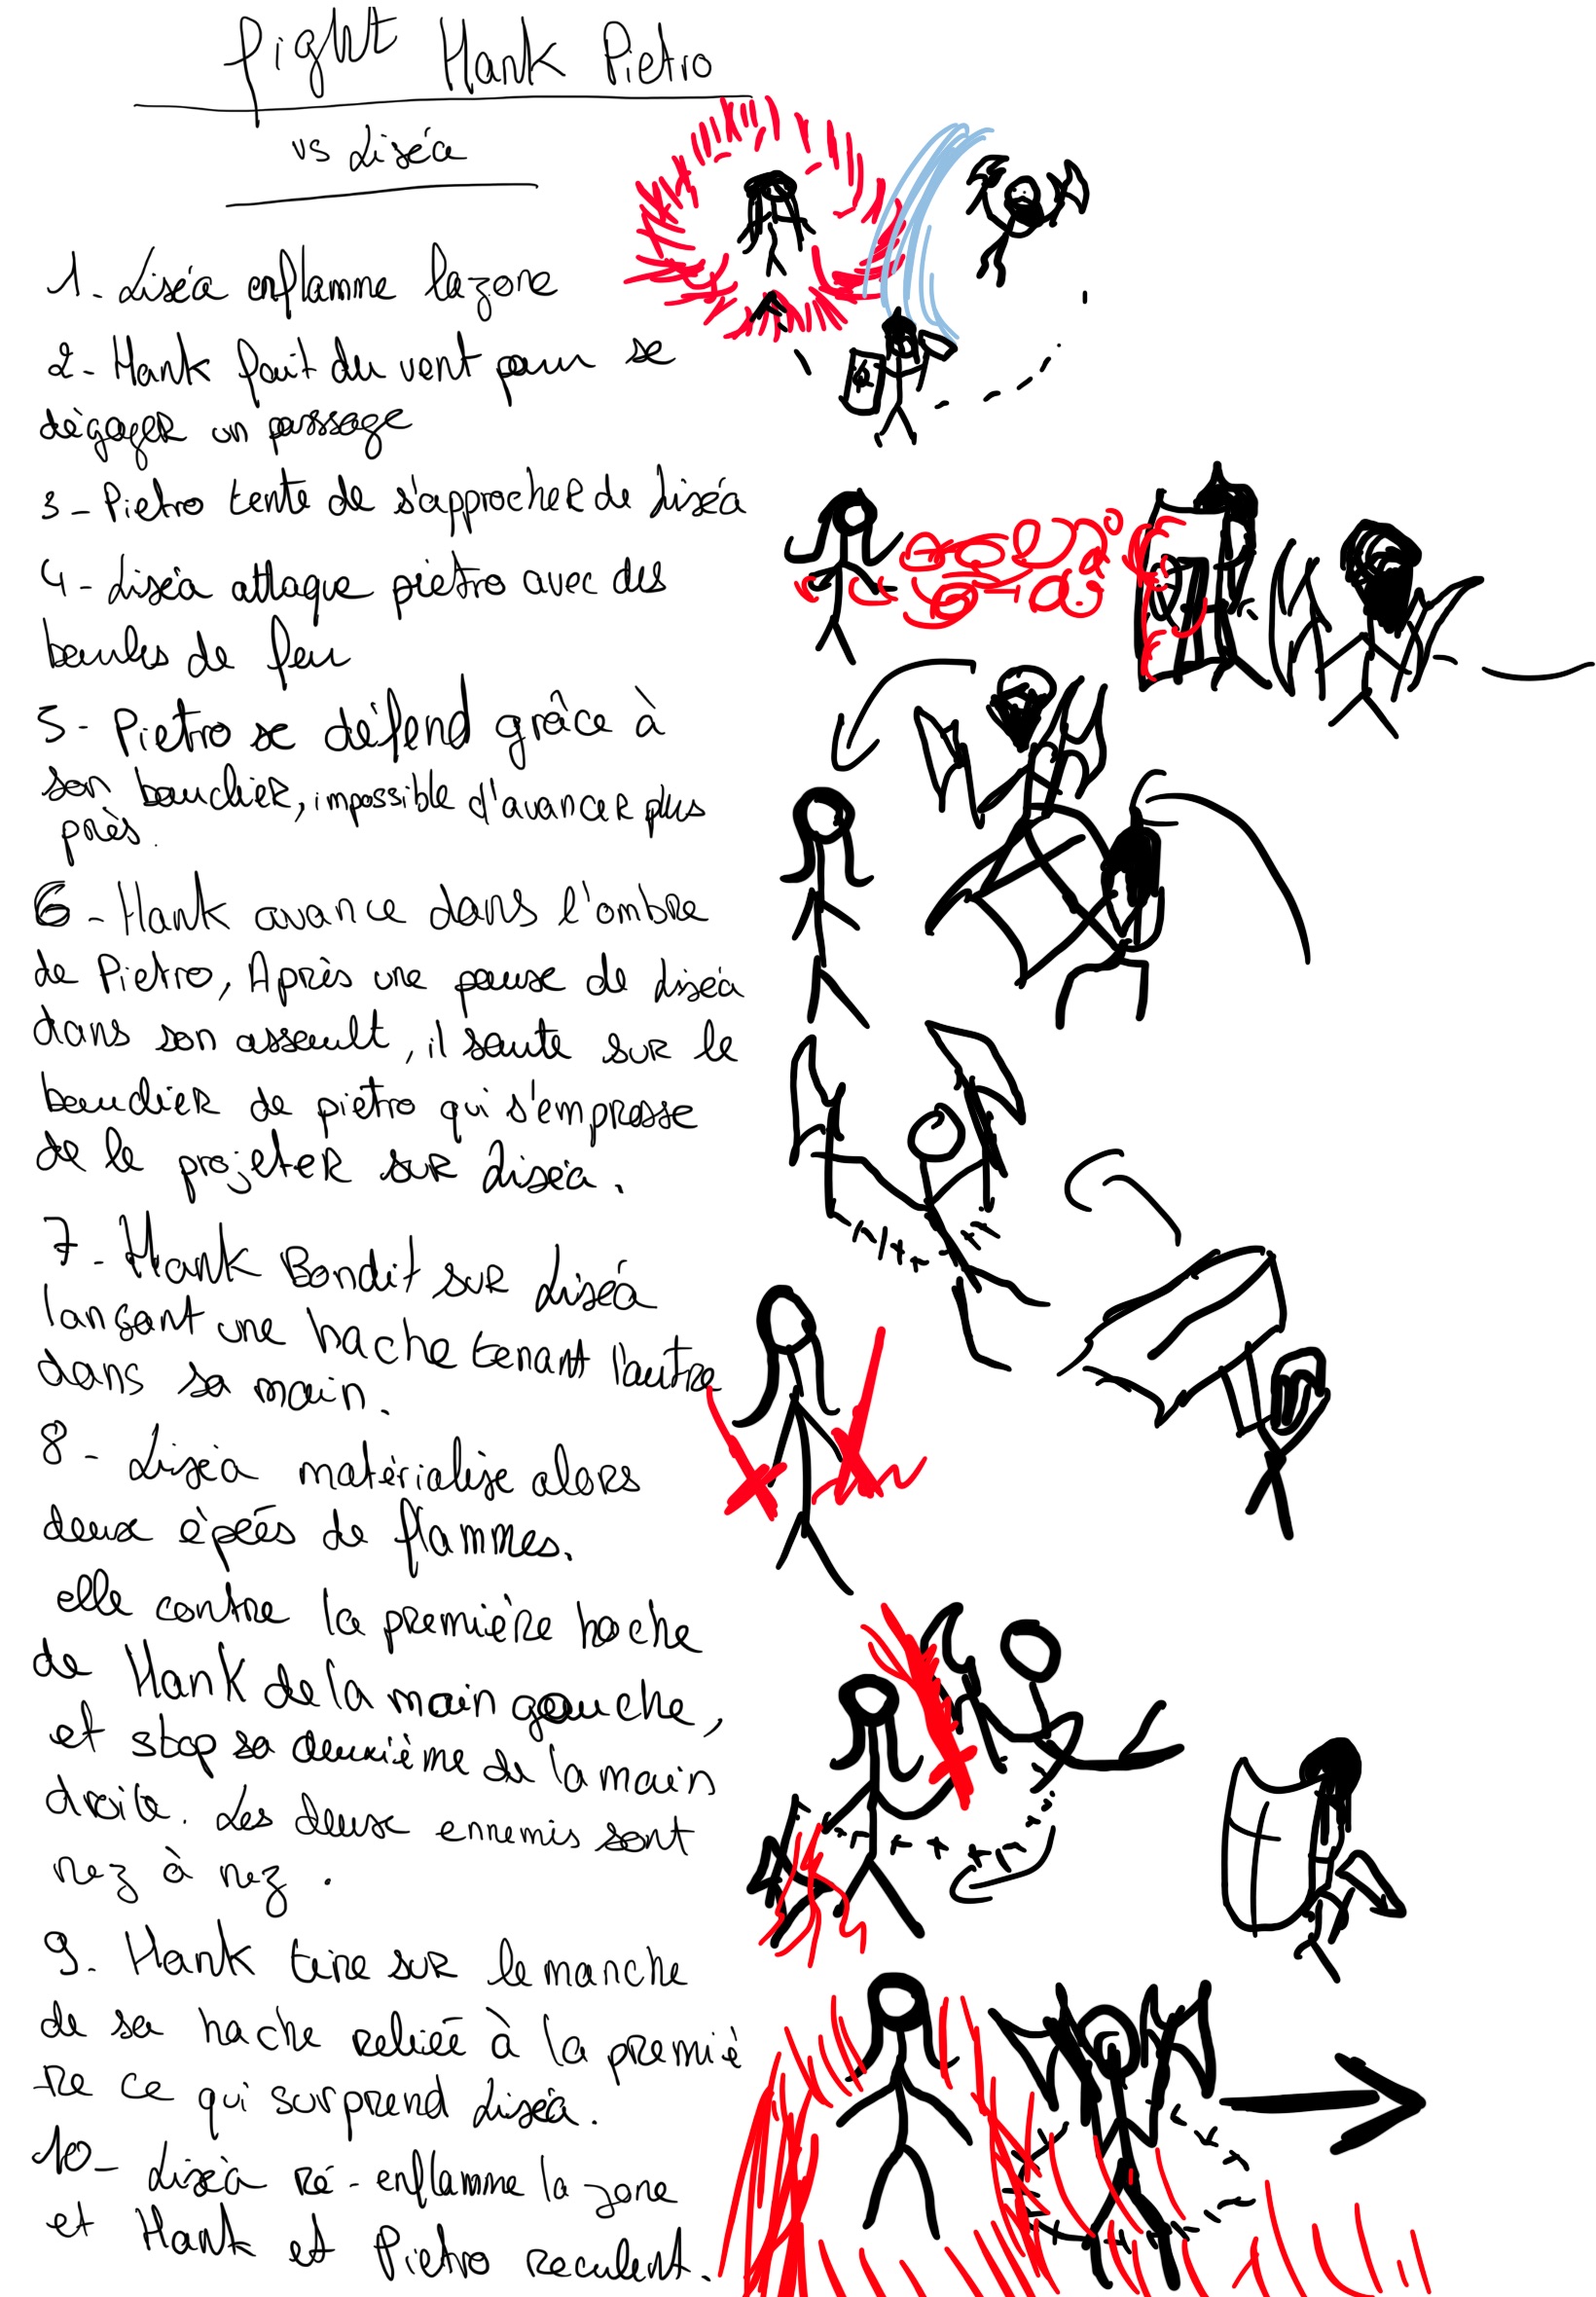 fight Hank Pietro
vs Liséa
1 - Liséa enflamme la zone
2 - Hank fait du vent pour se
dégager un passage
3 - Pietro tente de s'approcher de Liséa
4 - Liséa attaque pietro avec des
boules de feu
5 - Pietro se défend grâce à
son bouclier, impossible d'avancer plus
près.
6 - Hank avance dans l'ombre
de Pietro, Après une pause de Liséa
dans son assault, il saute sur le
bouclier de piétro qui s'empresse
de le projeter sur Liséa.
7 - Hank Bondit sur Liséa
lançant une hache tenant l'autre
dans sa main.
8 - Liséa matérialise alors
deux épées de flammes.
elle contre la première hache
de Hank de la main gauche,
et stop sa deuxième de la main
droite. Les deux ennemis sont
nez à nez.
9. Hank tire sur le manche
de sa hache reliée à la premiè
re ce qui surprend Liséa.
10 - Liséa ré-enflamme la zone
et Hank et Pietro reculent.